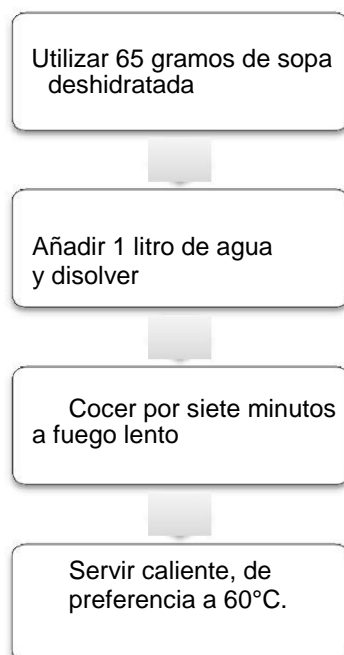 Utilizar 65 gramos de sopa
deshidratada
Añadir 1 litro de agua
y disolver
Cocer por siete minutos
a fuego lento
Servir caliente, de
preferencia a 60°C.